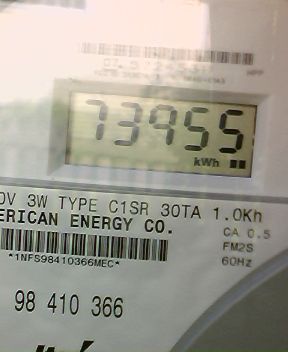 73955
kWh
0V 3W TYPE C1SR 30TA 1.0Kh
ERICAN ENERGY CO.
CA 0.5
*1NFS98410366MEC*
FM2S
60Hz
98 410 366